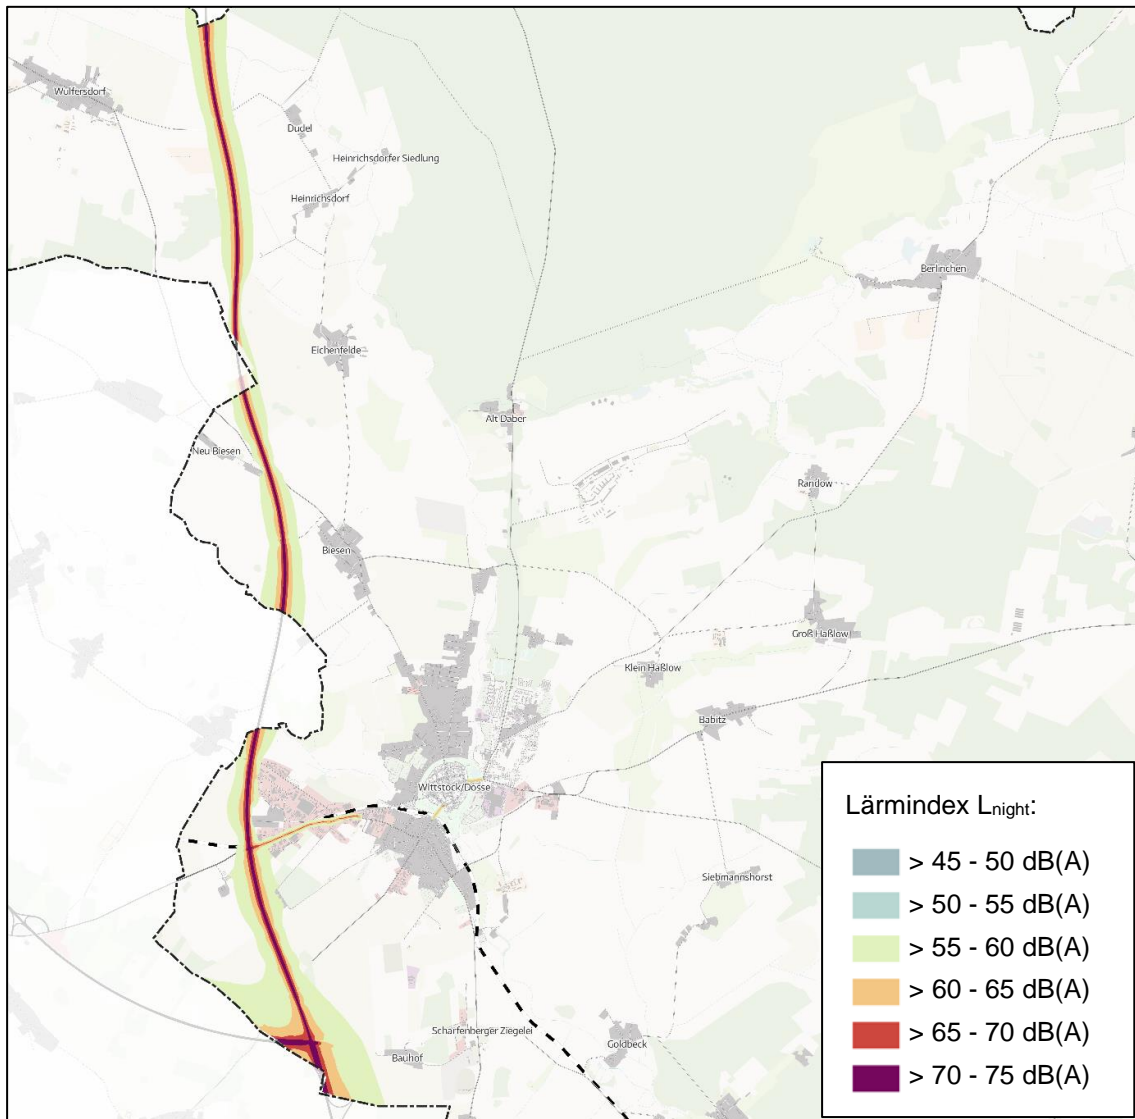 Wulfersdorf
Dudel
Heinrichsdorfer Siedlung
Heinrichsdorf
Berlinchen
Eichenfelde
Alt Daber
Neu Biesen
Randow
Biesen
Groß Haßlow
Klein Haßlow
Babitz
Wittstock/Dosse
Siebmannshorst
Scharfenberger Ziegelei
Goldbeck
Bauhof
Lärmindex Lnight:
> 45 - 50 dB(A)
> 50 - 55 dB(A)
> 55 - 60 dB(A)
> 60 - 65 dB(A)
> 65 - 70 dB(A)
> 70 - 75 dB(A)